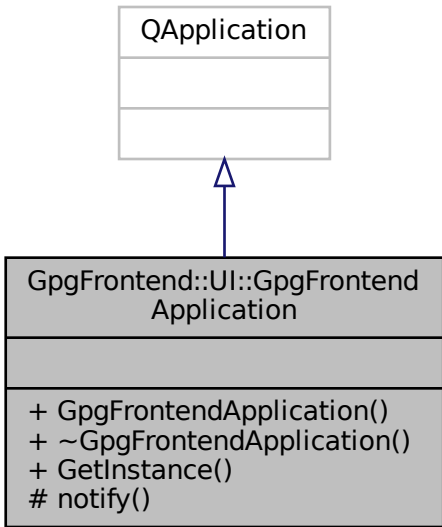 QApplication
GpgFrontend::UI::GpgFrontend
Application
+ GpgFrontendApplication()
+ ~GpgFrontendApplication()
+ GetInstance()
# notify()